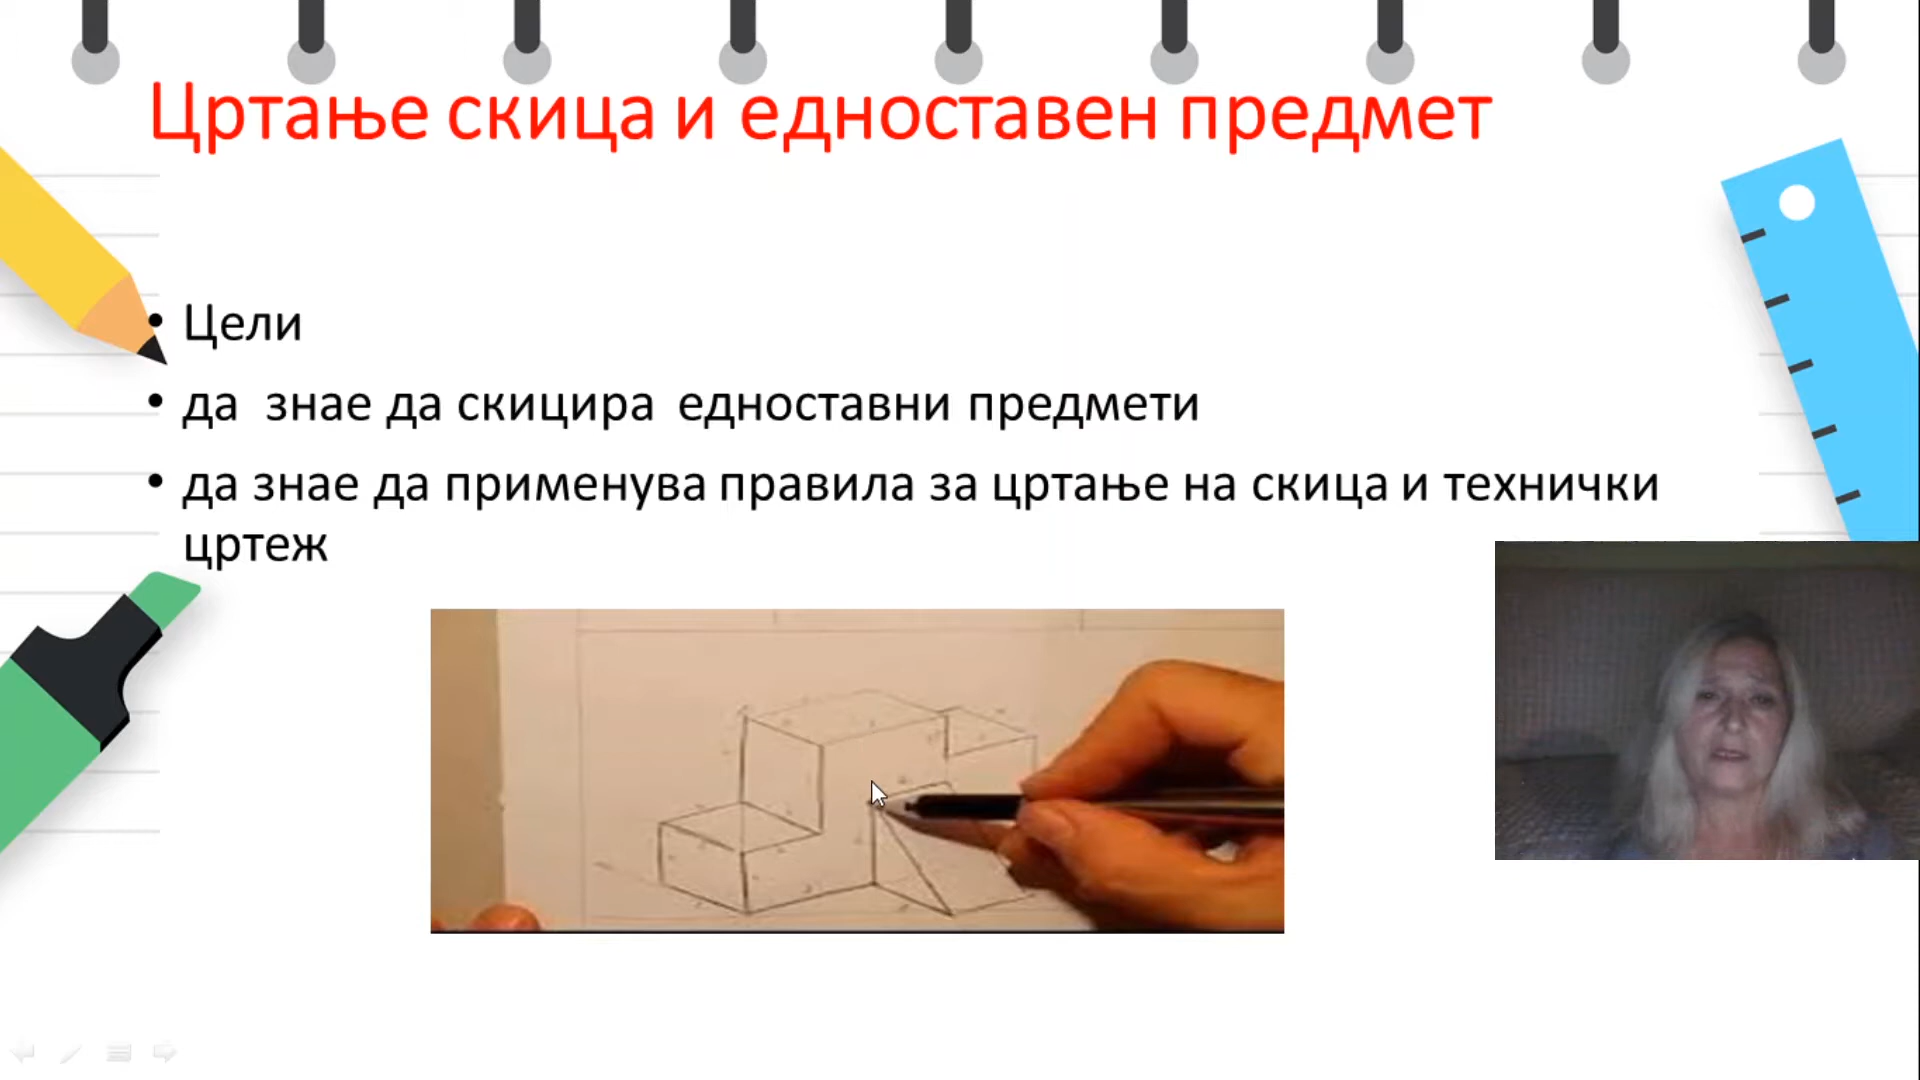 Цртање скица и едноставен предмет
• Цели
• да знае да скицира едноставни предмети
• да знае да применува правила за цртање на скица и технички
цртеж